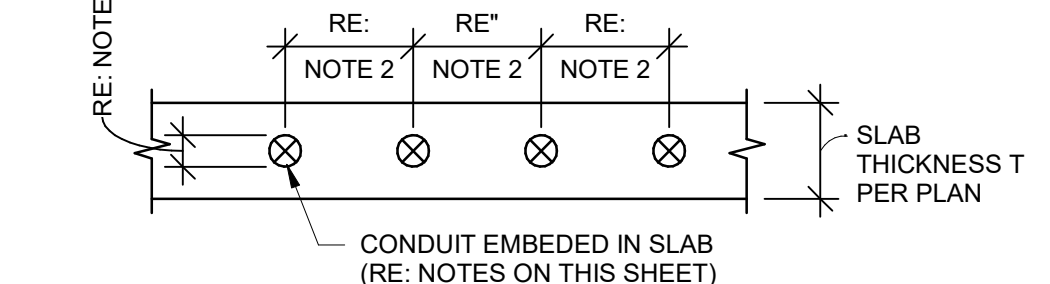 RE: NOTE
RE: RE" RE:
NOTE 2 NOTE 2 NOTE 2
SLAB
THICKNESS T
PER PLAN
CONDUIT EMBEDED IN SLAB
(RE: NOTES ON THIS SHEET)